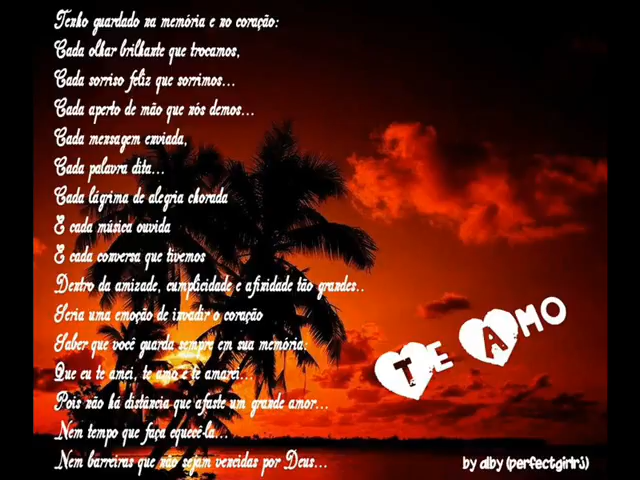 Tenho guardado na memória e no coração:
Cada olhar brilhante que trocamos,
Cada sorriso feliz que sorrimos...
Cada aperto de mão que nós demos...
Cada mensagem enviada,
Cada palavra dita...
Cada lágrima de alegria chorada
E cada música ouvida
E cada conversa que tivemos
Dentro da amizade, cumplicidade e afinidade tão grandes..
Seria uma emoção de invadir o coração
Saber que você guarda sempre em sua memória:
Que eu te amei, te amo e te amarei...
Pois não há distância que afaste um grande amor...
Nem tempo que faça equecê-la...
Nem barreiras que não sejam vencidas por Deus...
TE AMO
by alby (perfectgirlrj)